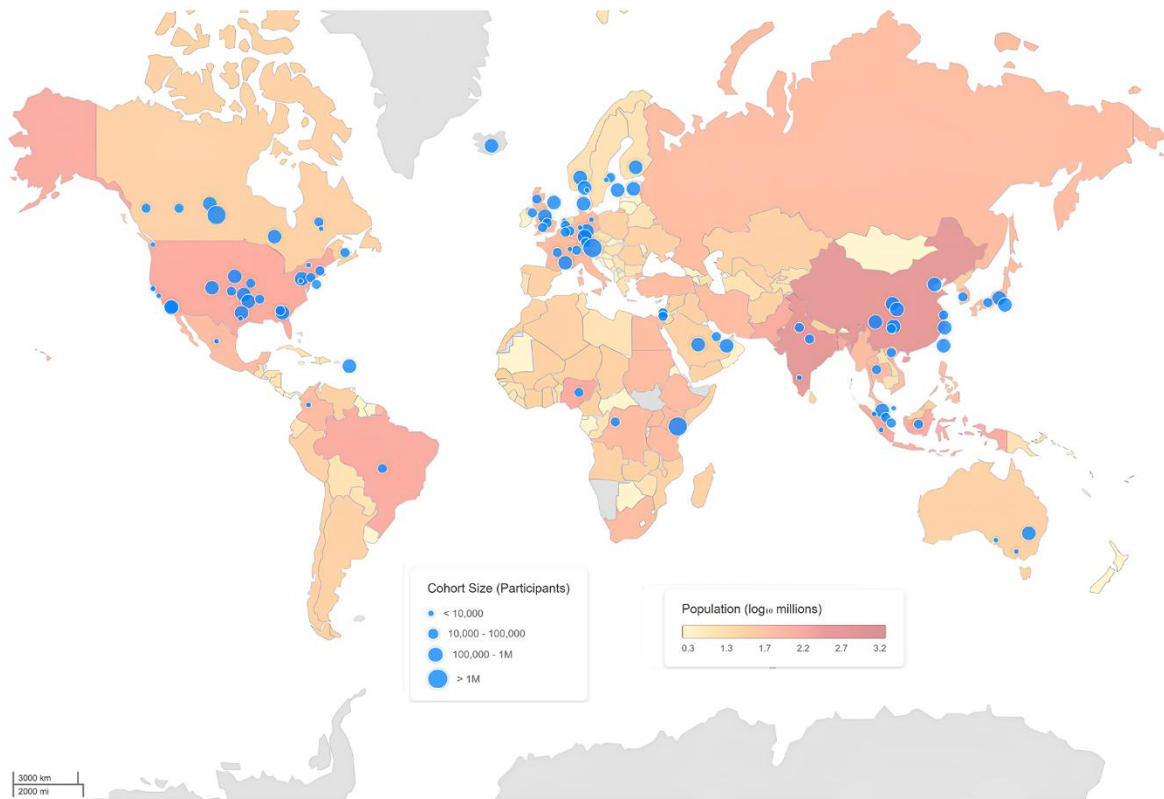 Cohort Size (Participants)
< 10,000
10,000 - 100,000
100,000 - 1M
> 1M
Population (log₁₀ millions)
0.3 1.3 1.7 2.2 2.7 3.2
3000 km
2000 mi